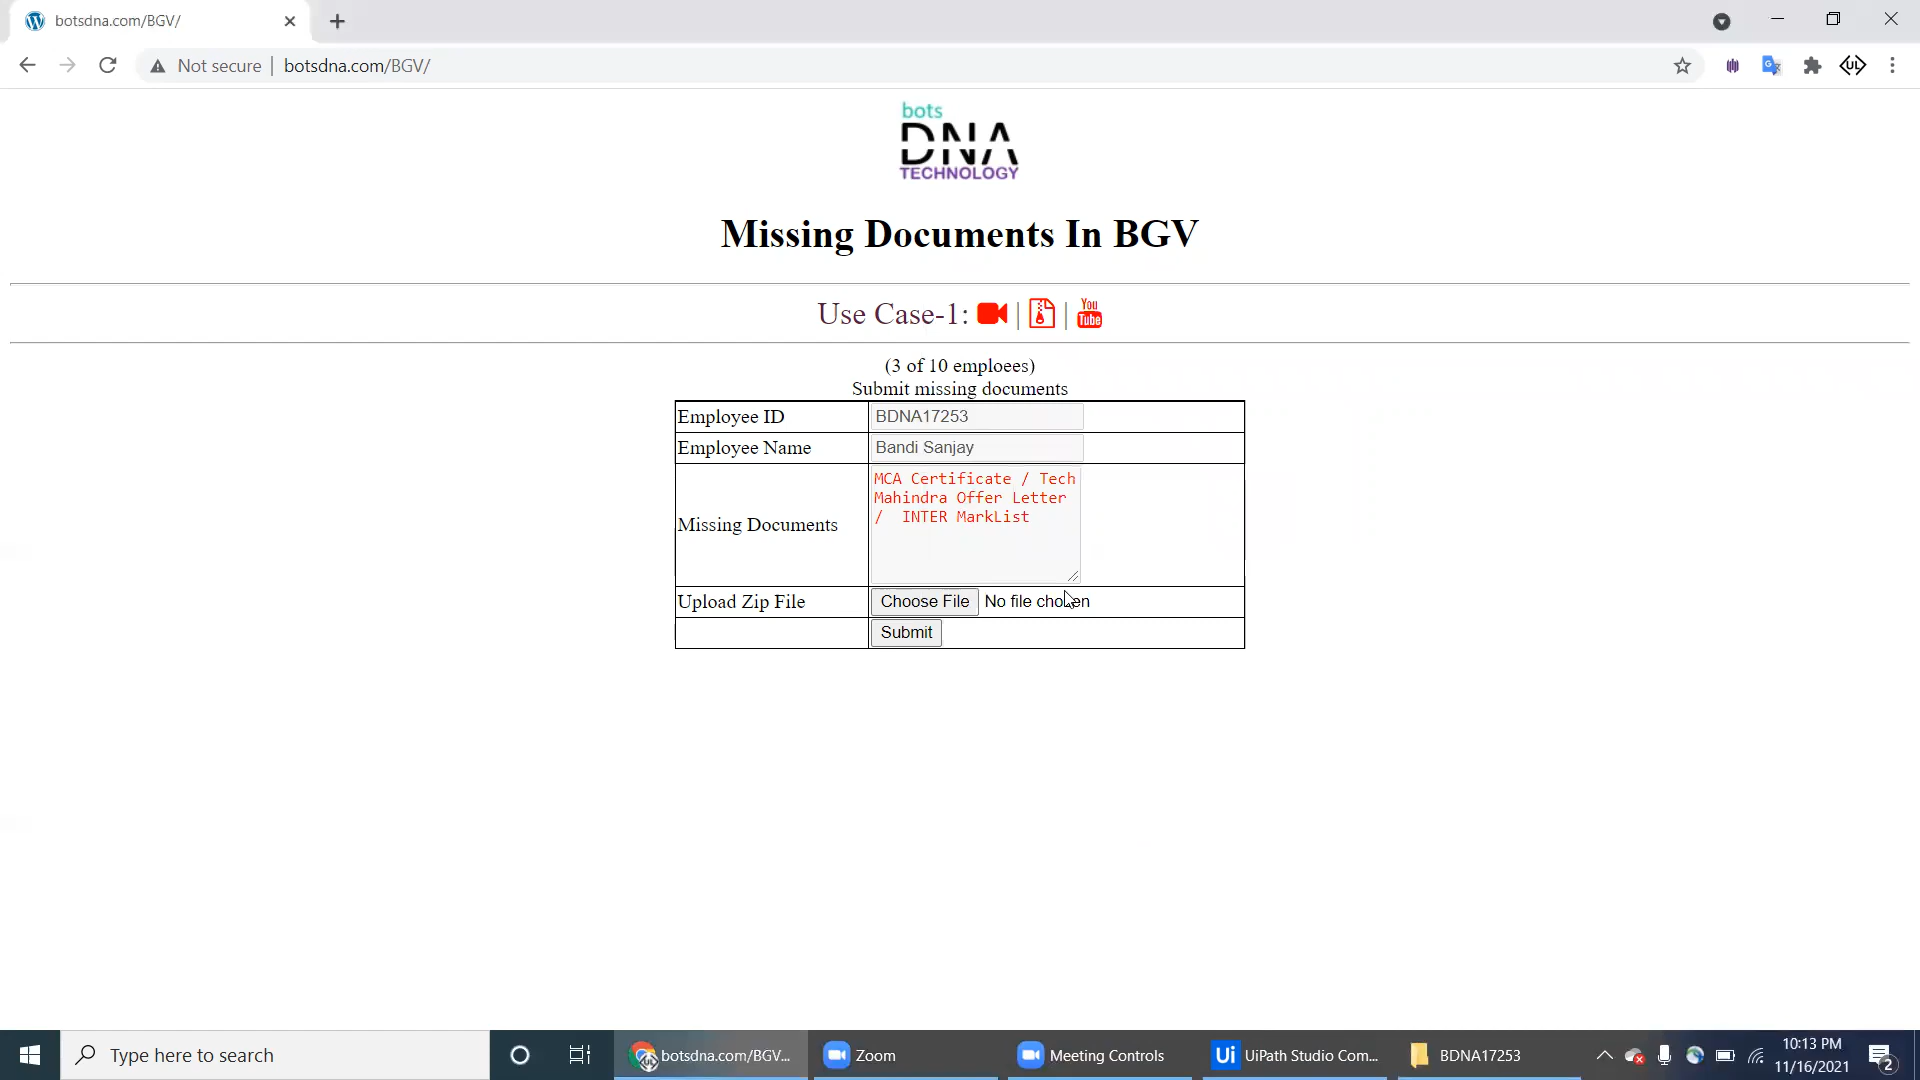 botsdna.com/BGV/
Not secure
botsdna.com/BGV/
bots
DNA
TECHNOLOGY
Missing Documents In BGV
Use Case-1: | | You Tube
(3 of 10 emploees)
Submit missing documents
Employee ID BDNA17253
Employee Name Bandi Sanjay
MCA Certificate / Tech
Mahindra Offer Letter
/ INTER MarkList
Missing Documents
Upload Zip File Choose File No file chosen
Submit
Type here to search
botsdna.com/BGV...
Zoom
Meeting Controls
Ui UiPath Studio Com...
BDNA17253
10:13 PM
11/16/2021
2